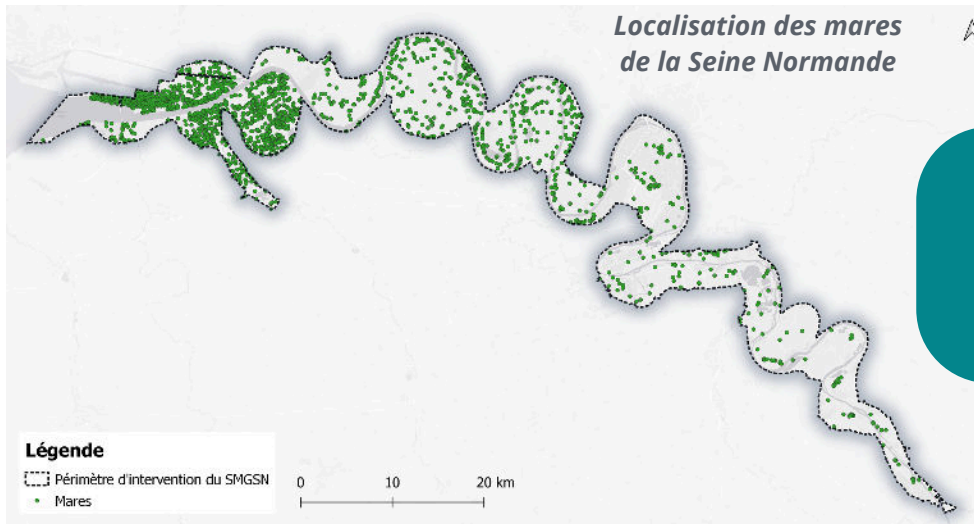 Localisation des mares
de la Seine Normande
Légende
Périmètre d'intervention du SMGSN
Mares
0 10 20 km